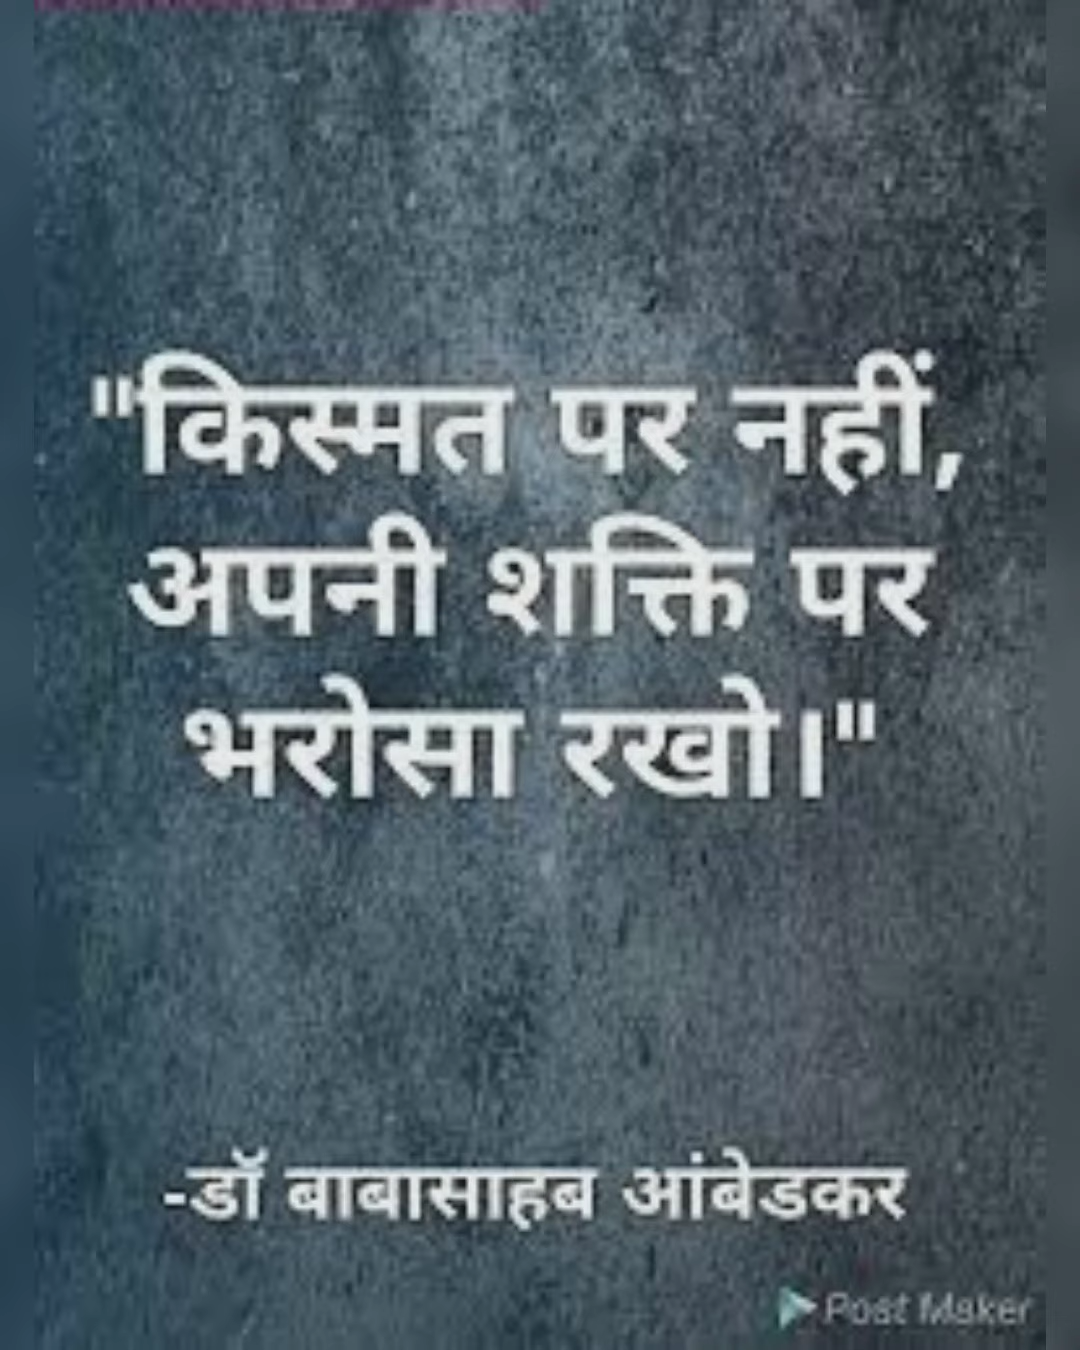 "किस्मत पर नहीं,
अपनी शक्ति पर
भरोसा रखो।"
-डॉ बाबासाहब आंबेडकर
Post Maker